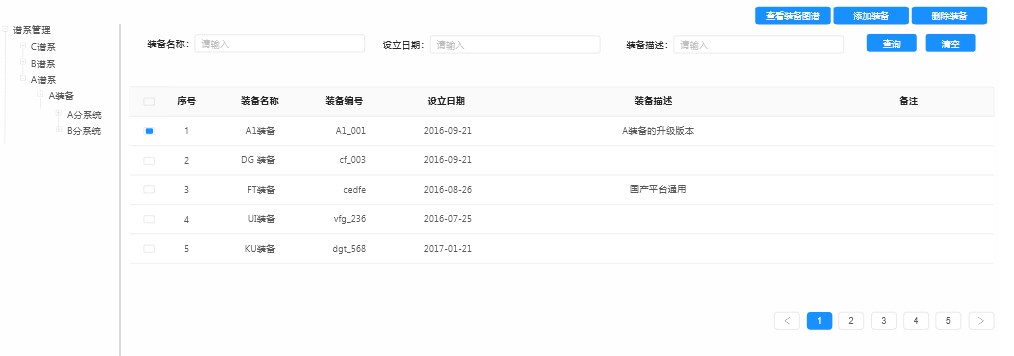 查看装备图谱 添加装备 删除装备
谱系管理
C谱系
B谱系
A谱系
A装备
A分系统
B分系统
装备名称： 请输入 设立日期： 请输入 装备描述： 请输入 查询 清空
序号 装备名称 装备编号 设立日期 装备描述 备注
1 A1装备 A1_001 2016-09-21 A装备的升级版本
2 DG 装备 cf_003 2016-09-21
3 FT装备 cedfe 2016-08-26 国产平台通用
4 UI装备 vfg_236 2016-07-25
5 KU装备 dgt_568 2017-01-21
< 1 2 3 4 5 >